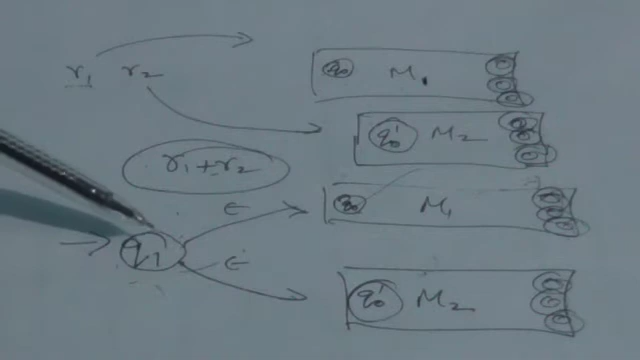 q0 M1
r1 r2
q0' M2
r1 + r2
q0 M1
ϵ
q1
ϵ
q0' M2